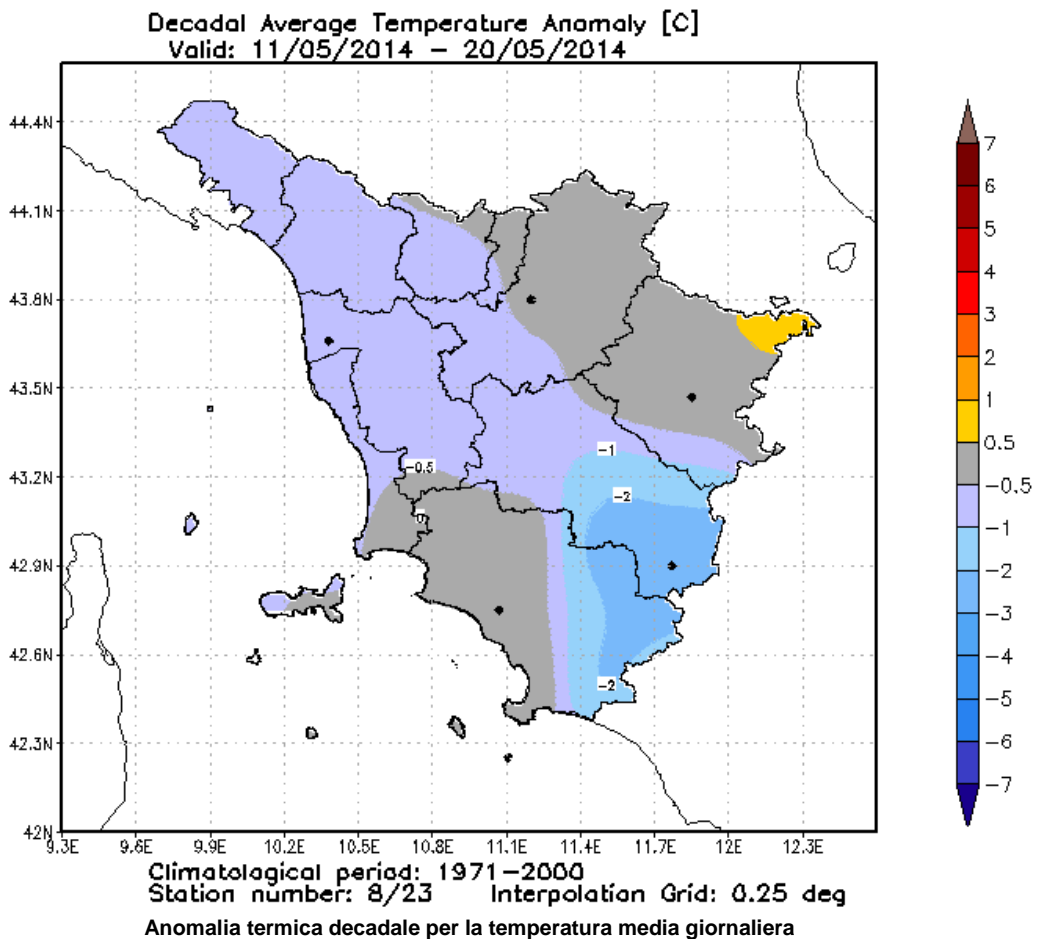 Decadal Average Temperature Anomaly [C]
Valid: 11/05/2014 - 20/05/2014
44.4N
44.1N
43.8N
43.5N
43.2N
42.9N
42.6N
42.3N
42N
9.3E 9.6E 9.9E 10.2E 10.5E 10.8E 11.1E 11.4E 11.7E 12E 12.3E
-0.5
0
-1
-2
-2
7
6
5
4
3
2
1
0.5
-0.5
-1
-2
-3
-4
-5
-6
-7
Climatological period: 1971-2000
Station number: 8/23 Interpolation Grid: 0.25 deg
Anomalia termica decadale per la temperatura media giornaliera